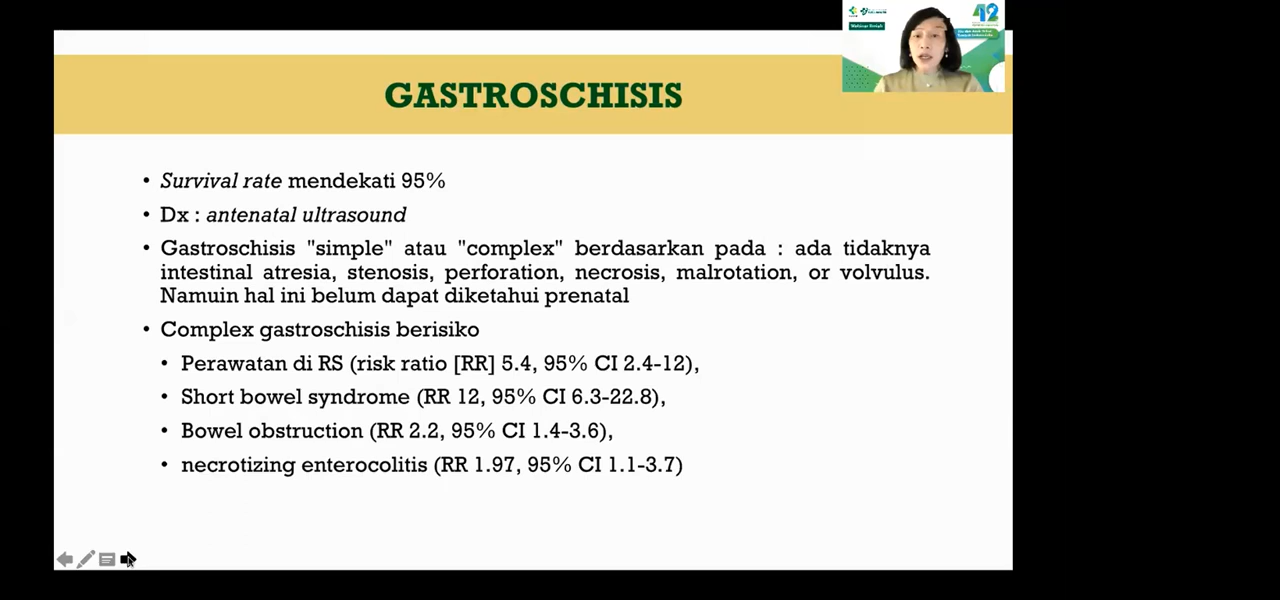 42
Webinar Ilmiah
GASTROSCHISIS
• Survival rate mendekati 95%
• Dx : antenatal ultrasound
• Gastroschisis "simple" atau "complex" berdasarkan pada : ada tidaknya
intestinal atresia, stenosis, perforation, necrosis, malrotation, or volvulus.
Namuin hal ini belum dapat diketahui prenatal
• Complex gastroschisis berisiko
• Perawatan di RS (risk ratio [RR] 5.4, 95% CI 2.4-12),
• Short bowel syndrome (RR 12, 95% CI 6.3-22.8),
• Bowel obstruction (RR 2.2, 95% CI 1.4-3.6),
• necrotizing enterocolitis (RR 1.97, 95% CI 1.1-3.7)